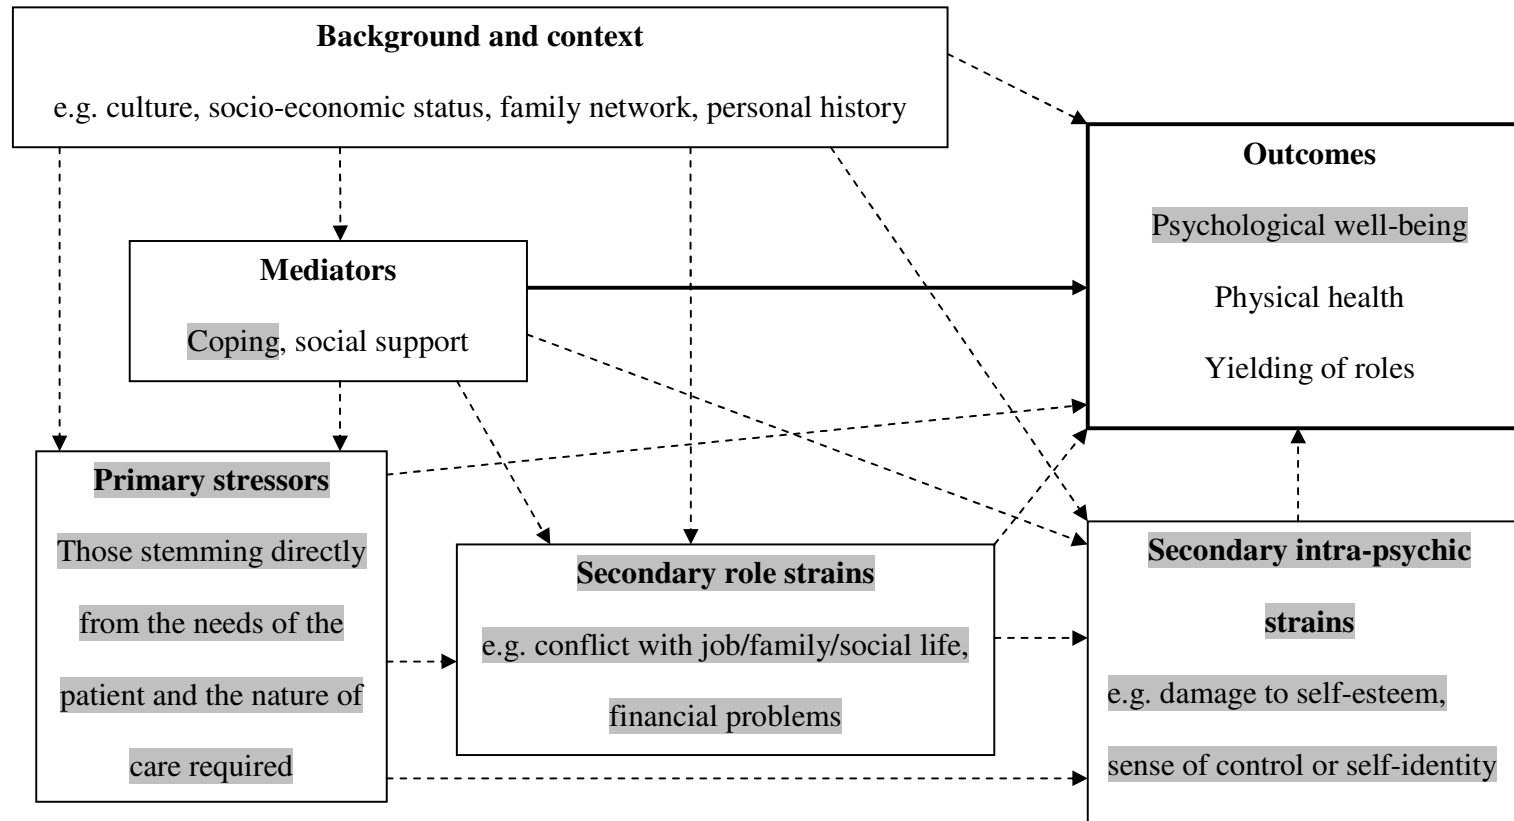 Background and context
e.g. culture, socio-economic status, family network, personal history
Outcomes
Psychological well-being
Physical health
Yielding of roles
Mediators
Coping, social support
Primary stressors
Those stemming directly
from the needs of the
patient and the nature of
care required
Secondary role strains
e.g. conflict with job/family/social life,
financial problems
Secondary intra-psychic
strains
e.g. damage to self-esteem,
sense of control or self-identity